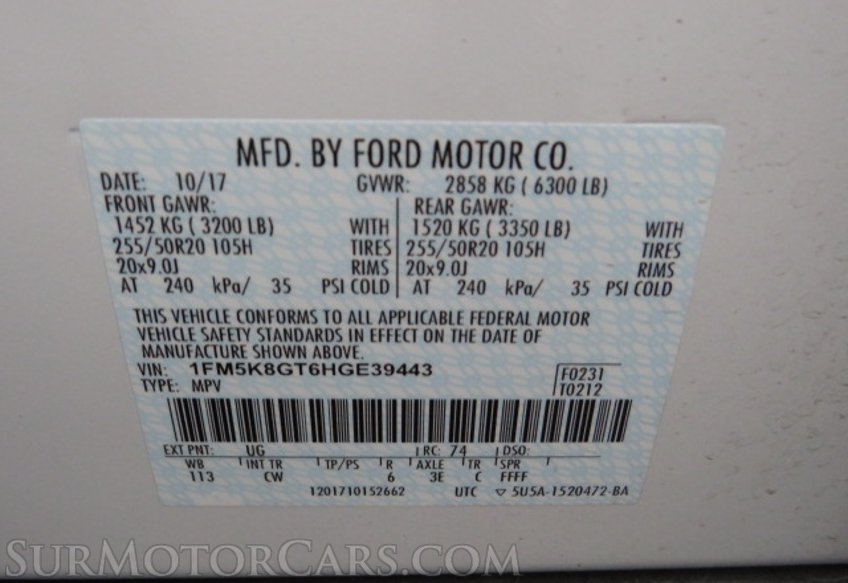 MFD. BY FORD MOTOR CO.
DATE: 10/17 GVWR: 2858 KG ( 6300 LB)
FRONT GAWR: REAR GAWR:
1452 KG ( 3200 LB) WITH 1520 KG ( 3350 LB) WITH
255/50R20 105H TIRES 255/50R20 105H TIRES
20x9.0J RIMS 20x9.0J RIMS
AT 240 kPa/ 35 PSI COLD AT 240 kPa/ 35 PSI COLD
THIS VEHICLE CONFORMS TO ALL APPLICABLE FEDERAL MOTOR
VEHICLE SAFETY STANDARDS IN EFFECT ON THE DATE OF
MANUFACTURE SHOWN ABOVE.
VIN: 1FM5K8GT6HGE39443 F0231
TYPE: MPV T0212
EXT PNT: UG RC: 74 DSO:
WB INT TR TP/PS R AXLE TR SPR
113 CW 6 3E C FFFF
1201710152662 UTC ▽ 5U5A-1520472-BA
SURMOTORCARS.COM